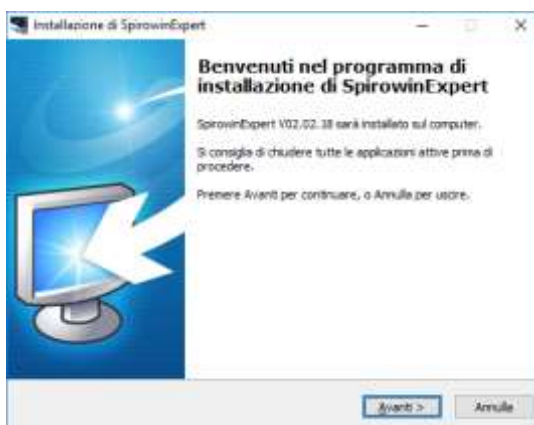 Installazione di SpirowinExpert
Benvenuti nel programma di
installazione di SpirowinExpert
SpirowinExpert V02.02.18 sarà installato sul computer.
Si consiglia di chiudere tutte le applicazioni attive prima di
procedere.
Premere Avanti per continuare, o Annulla per uscire.
Avanti >
Annulla